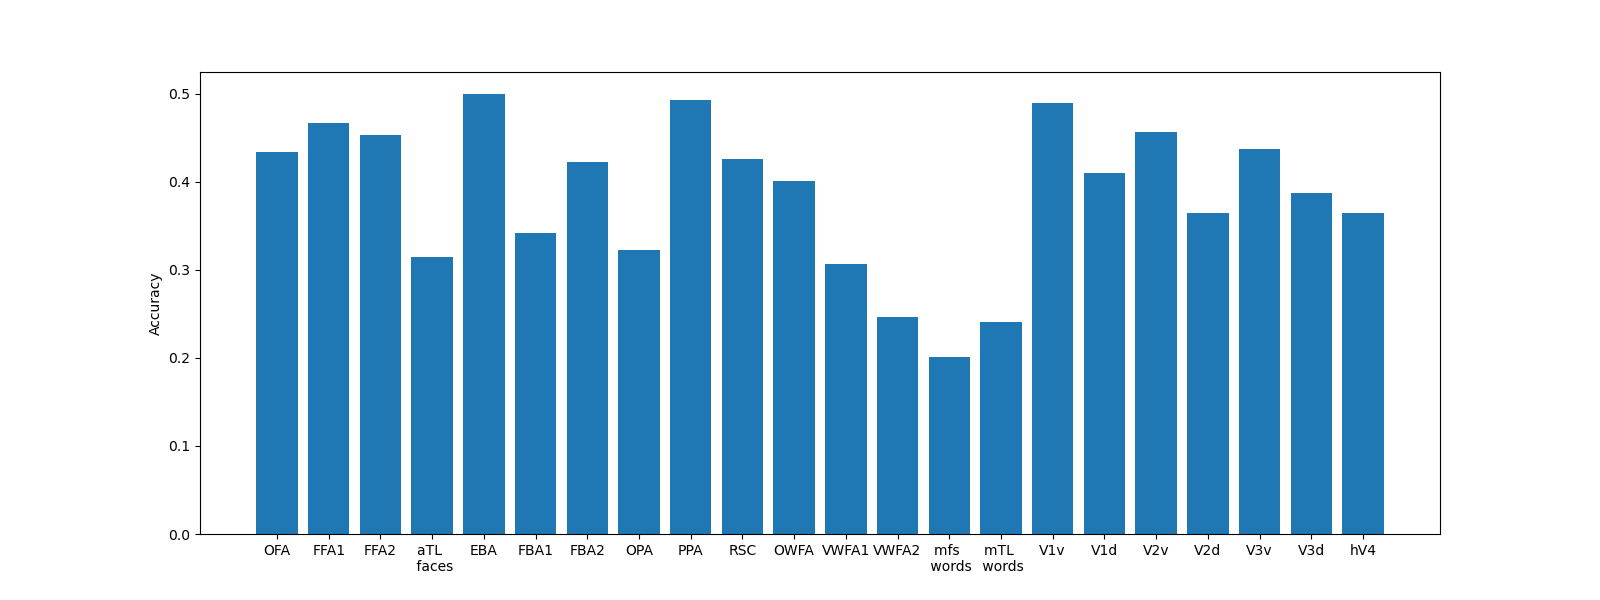 0.5
0.4
0.3
0.2
0.1
0.0
Accuracy
OFA FFA1 FFA2 aTL EBA FBA1 FBA2 OPA PPA RSC OWFA VWFA1 VWFA2 mfs mTL V1v V1d V2v V2d V3v V3d hV4
faces words words